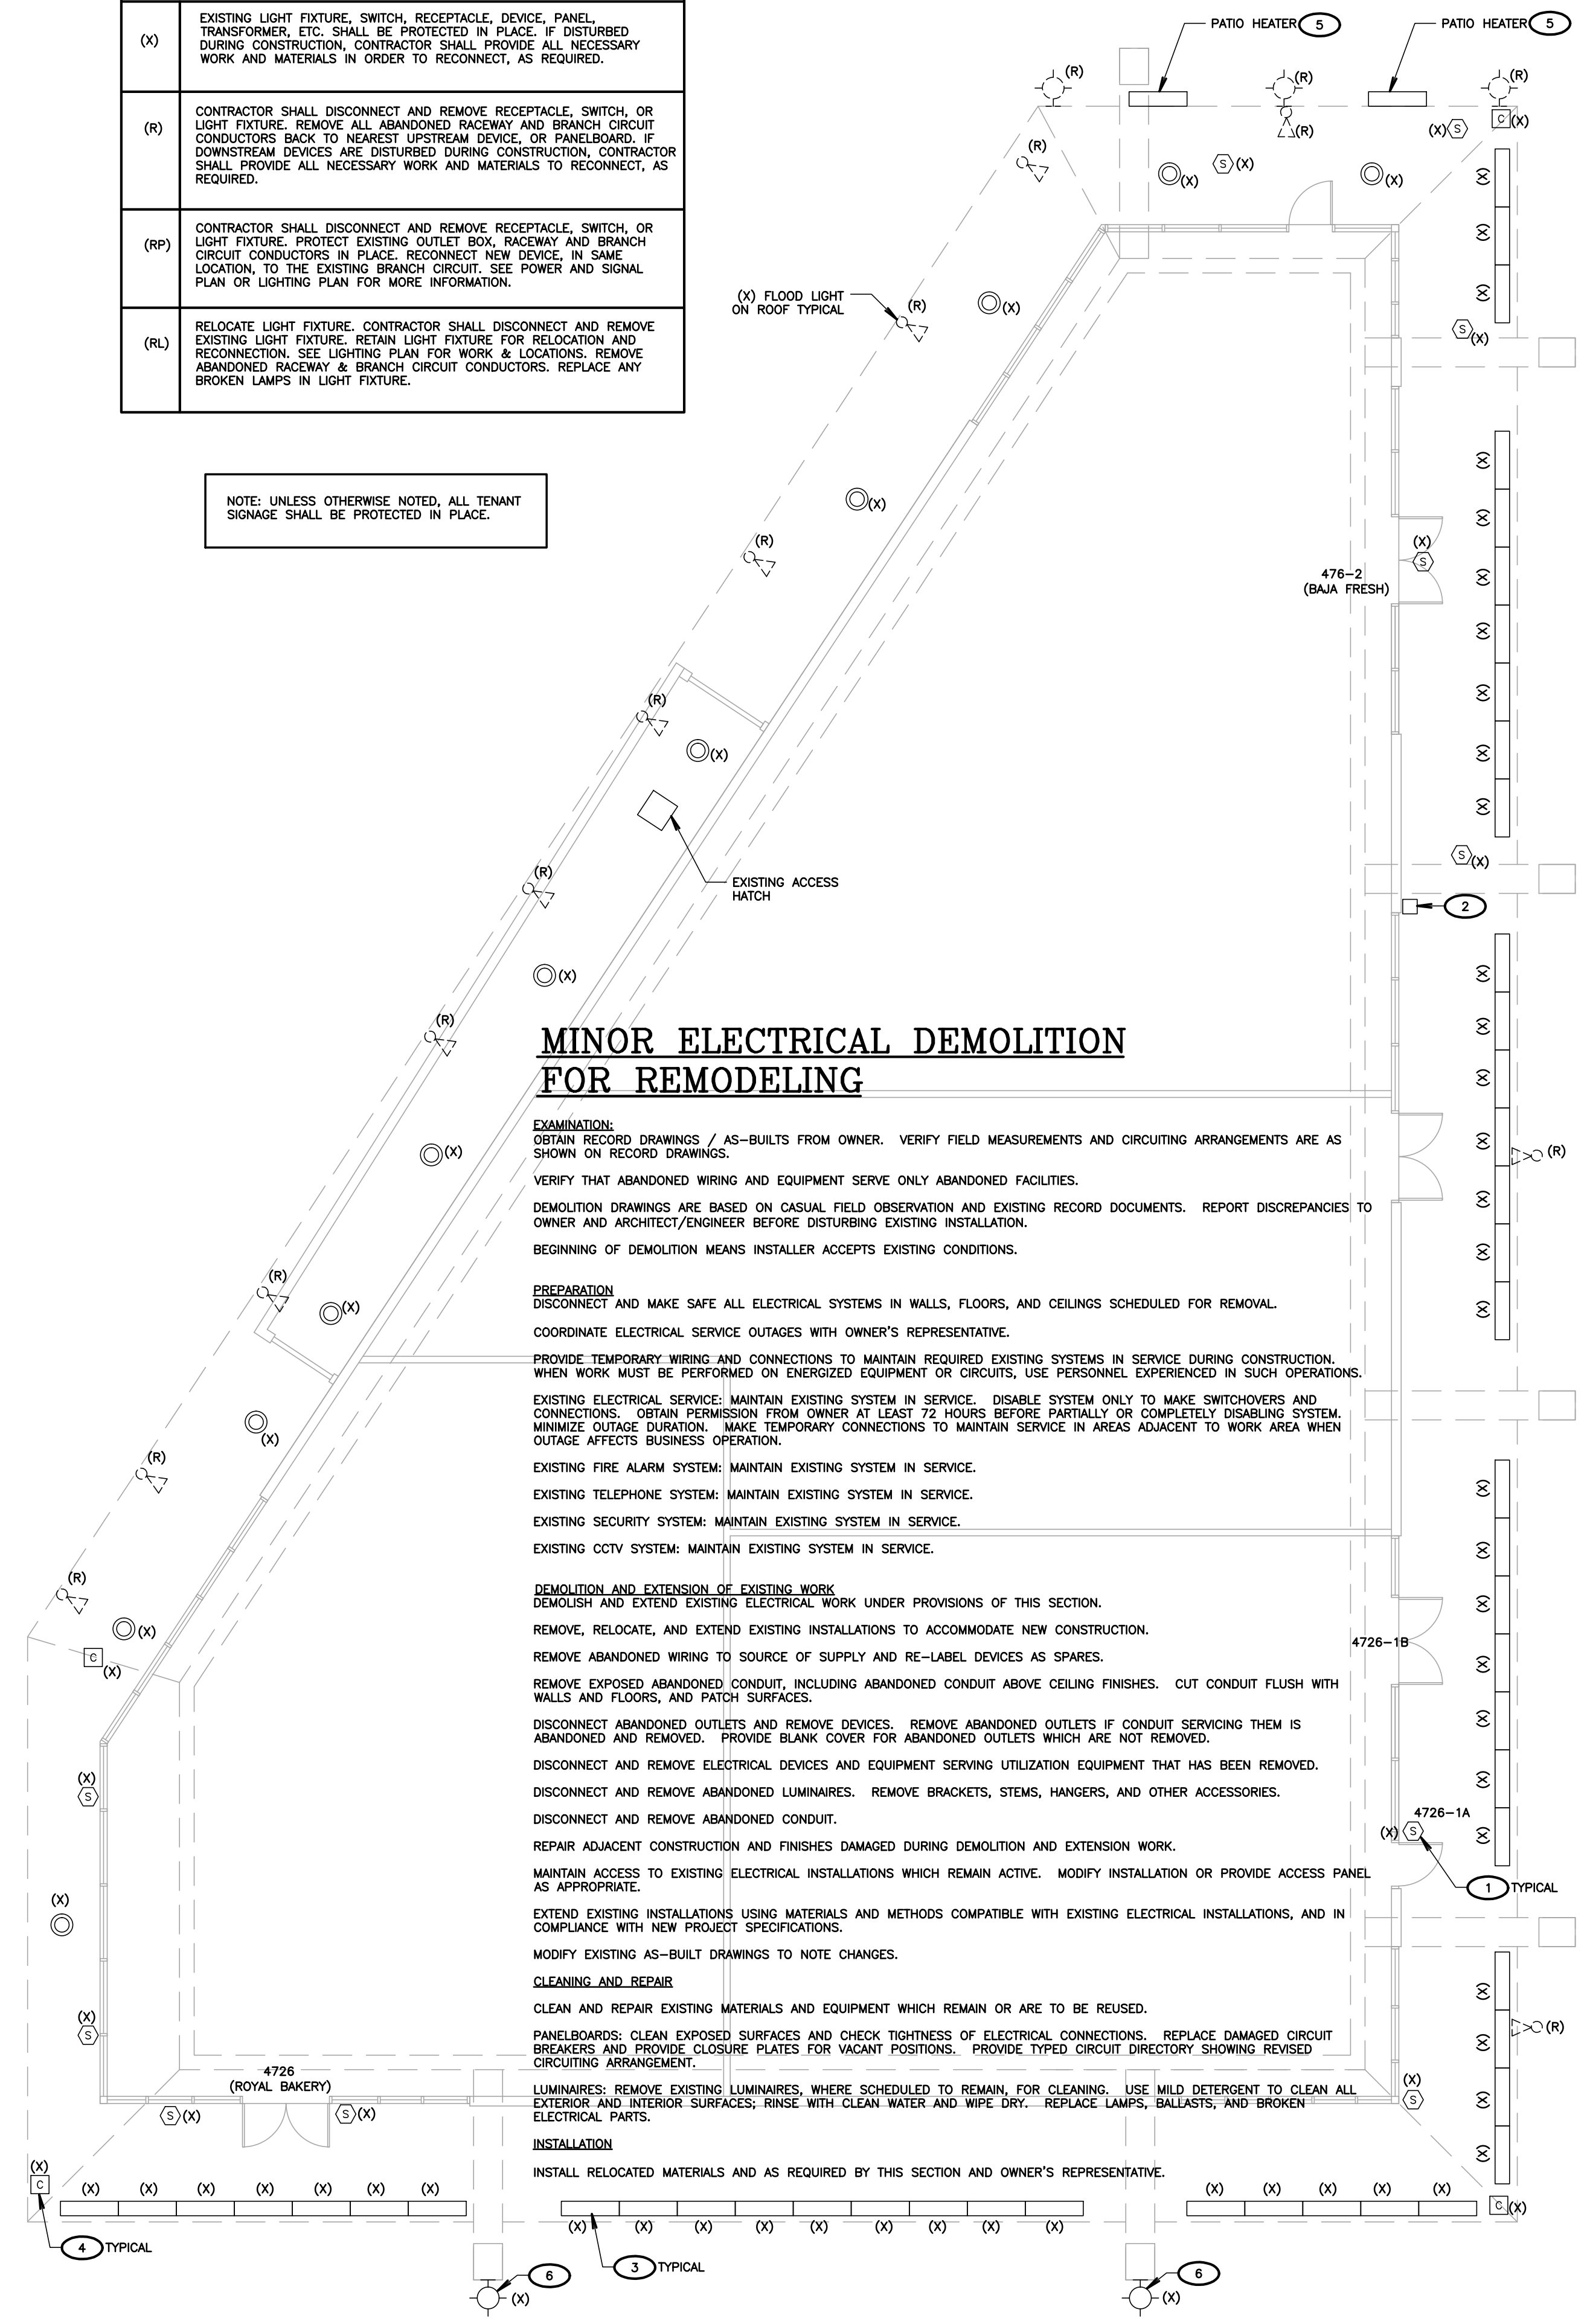 (X)
EXISTING LIGHT FIXTURE, SWITCH, RECEPTACLE, DEVICE, PANEL,
TRANSFORMER, ETC. SHALL BE PROTECTED IN PLACE. IF DISTURBED
DURING CONSTRUCTION, CONTRACTOR SHALL PROVIDE ALL NECESSARY
WORK AND MATERIALS IN ORDER TO RECONNECT, AS REQUIRED.
(R)
CONTRACTOR SHALL DISCONNECT AND REMOVE RECEPTACLE, SWITCH, OR
LIGHT FIXTURE. REMOVE ALL ABANDONED RACEWAY AND BRANCH CIRCUIT
CONDUCTORS BACK TO NEAREST UPSTREAM DEVICE, OR PANELBOARD. IF
DOWNSTREAM DEVICES ARE DISTURBED DURING CONSTRUCTION, CONTRACTOR
SHALL PROVIDE ALL NECESSARY WORK AND MATERIALS TO RECONNECT, AS
REQUIRED.
(RP)
CONTRACTOR SHALL DISCONNECT AND REMOVE RECEPTACLE, SWITCH, OR
LIGHT FIXTURE. PROTECT EXISTING OUTLET BOX, RACEWAY AND BRANCH
CIRCUIT CONDUCTORS IN PLACE. RECONNECT NEW DEVICE, IN SAME
LOCATION, TO THE EXISTING BRANCH CIRCUIT. SEE POWER AND SIGNAL
PLAN OR LIGHTING PLAN FOR MORE INFORMATION.
(RL)
RELOCATE LIGHT FIXTURE. CONTRACTOR SHALL DISCONNECT AND REMOVE
EXISTING LIGHT FIXTURE. RETAIN LIGHT FIXTURE FOR RELOCATION AND
RECONNECTION. SEE LIGHTING PLAN FOR WORK & LOCATIONS. REMOVE
ABANDONED RACEWAY & BRANCH CIRCUIT CONDUCTORS. REPLACE ANY
BROKEN LAMPS IN LIGHT FIXTURE.
NOTE: UNLESS OTHERWISE NOTED, ALL TENANT
SIGNAGE SHALL BE PROTECTED IN PLACE.
PATIO HEATER 5
PATIO HEATER 5
(R)
(R)
(R)
(R)
C (X)
(X) S
(R)
S (X)
(X)
(X)
(X)
(X)
(X)
(X) FLOOD LIGHT
ON ROOF TYPICAL
(R)
(X)
S (X)
(X)
(X)
(X)
(R)
(X)
S
476-2
(BAJA FRESH)
(X)
(X)
(X)
(X)
(X)
(R)
(X)
S (X)
EXISTING ACCESS
HATCH
(R)
2
(X)
(X)
(X)
(X)
(X)
(X)
(X)
(X)
(R)
(R)
(X)
(R)
(X)
MINOR ELECTRICAL DEMOLITION
FOR REMODELING
EXAMINATION:
OBTAIN RECORD DRAWINGS / AS-BUILTS FROM OWNER. VERIFY FIELD MEASUREMENTS AND CIRCUITING ARRANGEMENTS ARE AS
SHOWN ON RECORD DRAWINGS.
VERIFY THAT ABANDONED WIRING AND EQUIPMENT SERVE ONLY ABANDONED FACILITIES.
DEMOLITION DRAWINGS ARE BASED ON CASUAL FIELD OBSERVATION AND EXISTING RECORD DOCUMENTS. REPORT DISCREPANCIES TO
OWNER AND ARCHITECT/ENGINEER BEFORE DISTURBING EXISTING INSTALLATION.
BEGINNING OF DEMOLITION MEANS INSTALLER ACCEPTS EXISTING CONDITIONS.
PREPARATION
DISCONNECT AND MAKE SAFE ALL ELECTRICAL SYSTEMS IN WALLS, FLOORS, AND CEILINGS SCHEDULED FOR REMOVAL.
COORDINATE ELECTRICAL SERVICE OUTAGES WITH OWNER'S REPRESENTATIVE.
PROVIDE TEMPORARY WIRING AND CONNECTIONS TO MAINTAIN REQUIRED EXISTING SYSTEMS IN SERVICE DURING CONSTRUCTION.
WHEN WORK MUST BE PERFORMED ON ENERGIZED EQUIPMENT OR CIRCUITS, USE PERSONNEL EXPERIENCED IN SUCH OPERATIONS.
EXISTING ELECTRICAL SERVICE: MAINTAIN EXISTING SYSTEM IN SERVICE. DISABLE SYSTEM ONLY TO MAKE SWITCHOVERS AND
CONNECTIONS. OBTAIN PERMISSION FROM OWNER AT LEAST 72 HOURS BEFORE PARTIALLY OR COMPLETELY DISABLING SYSTEM.
MINIMIZE OUTAGE DURATION. MAKE TEMPORARY CONNECTIONS TO MAINTAIN SERVICE IN AREAS ADJACENT TO WORK AREA WHEN
OUTAGE AFFECTS BUSINESS OPERATION.
EXISTING FIRE ALARM SYSTEM: MAINTAIN EXISTING SYSTEM IN SERVICE.
EXISTING TELEPHONE SYSTEM: MAINTAIN EXISTING SYSTEM IN SERVICE.
EXISTING SECURITY SYSTEM: MAINTAIN EXISTING SYSTEM IN SERVICE.
EXISTING CCTV SYSTEM: MAINTAIN EXISTING SYSTEM IN SERVICE.
DEMOLITION AND EXTENSION OF EXISTING WORK
DEMOLISH AND EXTEND EXISTING ELECTRICAL WORK UNDER PROVISIONS OF THIS SECTION.
REMOVE, RELOCATE, AND EXTEND EXISTING INSTALLATIONS TO ACCOMMODATE NEW CONSTRUCTION.
REMOVE ABANDONED WIRING TO SOURCE OF SUPPLY AND RE-LABEL DEVICES AS SPARES.
REMOVE EXPOSED ABANDONED CONDUIT, INCLUDING ABANDONED CONDUIT ABOVE CEILING FINISHES. CUT CONDUIT FLUSH WITH
WALLS AND FLOORS, AND PATCH SURFACES.
DISCONNECT ABANDONED OUTLETS AND REMOVE DEVICES. REMOVE ABANDONED OUTLETS IF CONDUIT SERVICING THEM IS
ABANDONED AND REMOVED. PROVIDE BLANK COVER FOR ABANDONED OUTLETS WHICH ARE NOT REMOVED.
DISCONNECT AND REMOVE ELECTRICAL DEVICES AND EQUIPMENT SERVING UTILIZATION EQUIPMENT THAT HAS BEEN REMOVED.
DISCONNECT AND REMOVE ABANDONED LUMINAIRES. REMOVE BRACKETS, STEMS, HANGERS, AND OTHER ACCESSORIES.
DISCONNECT AND REMOVE ABANDONED CONDUIT.
REPAIR ADJACENT CONSTRUCTION AND FINISHES DAMAGED DURING DEMOLITION AND EXTENSION WORK.
MAINTAIN ACCESS TO EXISTING ELECTRICAL INSTALLATIONS WHICH REMAIN ACTIVE. MODIFY INSTALLATION OR PROVIDE ACCESS PANEL
AS APPROPRIATE.
EXTEND EXISTING INSTALLATIONS USING MATERIALS AND METHODS COMPATIBLE WITH EXISTING ELECTRICAL INSTALLATIONS, AND IN
COMPLIANCE WITH NEW PROJECT SPECIFICATIONS.
MODIFY EXISTING AS-BUILT DRAWINGS TO NOTE CHANGES.
CLEANING AND REPAIR
CLEAN AND REPAIR EXISTING MATERIALS AND EQUIPMENT WHICH REMAIN OR ARE TO BE REUSED.
PANELBOARDS: CLEAN EXPOSED SURFACES AND CHECK TIGHTNESS OF ELECTRICAL CONNECTIONS. REPLACE DAMAGED CIRCUIT
BREAKERS AND PROVIDE CLOSURE PLATES FOR VACANT POSITIONS. PROVIDE TYPED CIRCUIT DIRECTORY SHOWING REVISED
CIRCUITING ARRANGEMENT.
LUMINAIRES: REMOVE EXISTING LUMINAIRES, WHERE SCHEDULED TO REMAIN, FOR CLEANING. USE MILD DETERGENT TO CLEAN ALL
EXTERIOR AND INTERIOR SURFACES; RINSE WITH CLEAN WATER AND WIPE DRY. REPLACE LAMPS, BALLASTS, AND BROKEN
ELECTRICAL PARTS.
INSTALLATION
INSTALL RELOCATED MATERIALS AND AS REQUIRED BY THIS SECTION AND OWNER'S REPRESENTATIVE.
(R)
(R)
(X)
(X)
C (X)
4726-1B
(X)
(X)
(X)
(X)
(X)
(X)
(X)
4726-1A
(X) S
1 TYPICAL
(X)
S
(X)
(X)
S
(X)
(X)
(X)
(X)
(R)
(X)
S
4726
(ROYAL BAKERY)
S (X)
S (X)
(X)
C
(X) (X) (X) (X) (X) (X) (X)
(X) (X) (X) (X) (X) (X) (X) (X) (X)
(X) (X) (X) (X) (X)
C (X)
4 TYPICAL
3 TYPICAL
6
(X)
6
(X)